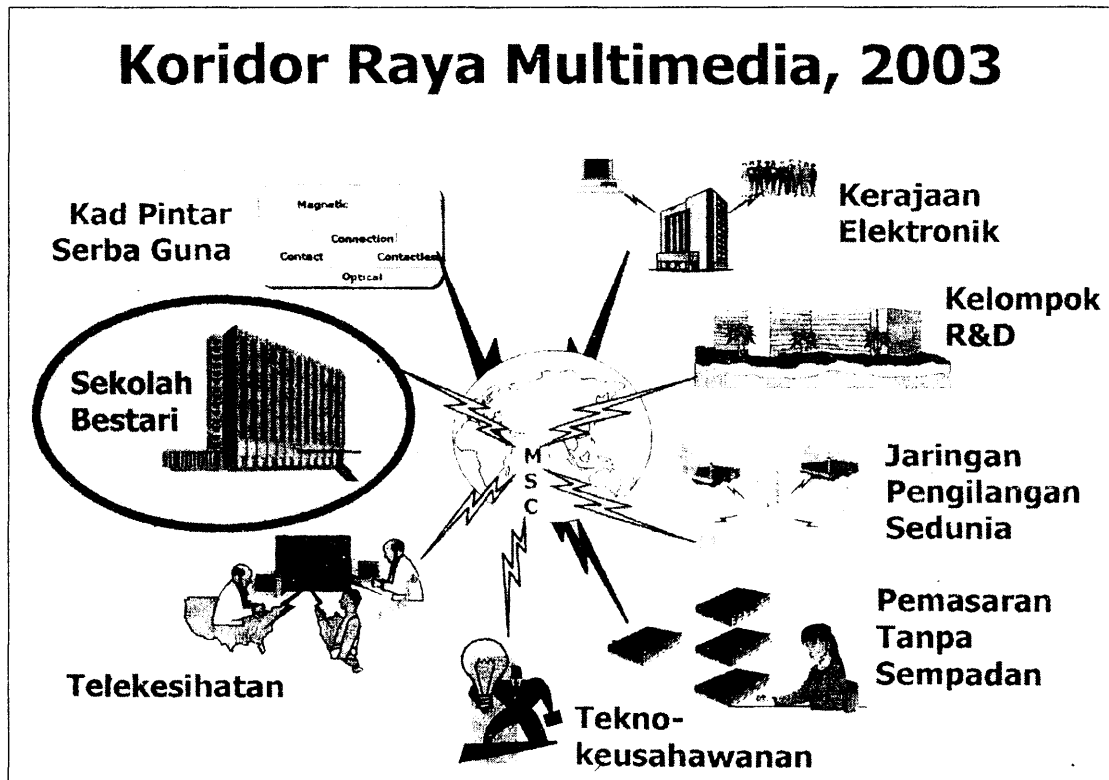 Koridor Raya Multimedia, 2003
Kad Pintar
Serba Guna
Magnetic
Connection
Contact
Contactless
Optical
Kerajaan
Elektronik
Kelompok
R&D
Sekolah
Bestari
M
S
C
Jaringan
Pengilangan
Sedunia
Pemasaran
Tanpa
Sempadan
Telekesihatan
Tekno-
keusahawanan